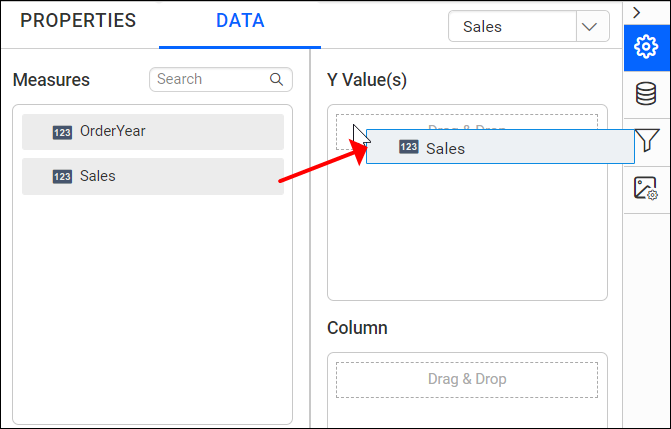 PROPERTIES
DATA
Sales
Measures
Search
Y Value(s)
123 OrderYear
Drag & Drop
123 Sales
123 Sales
Column
Drag & Drop